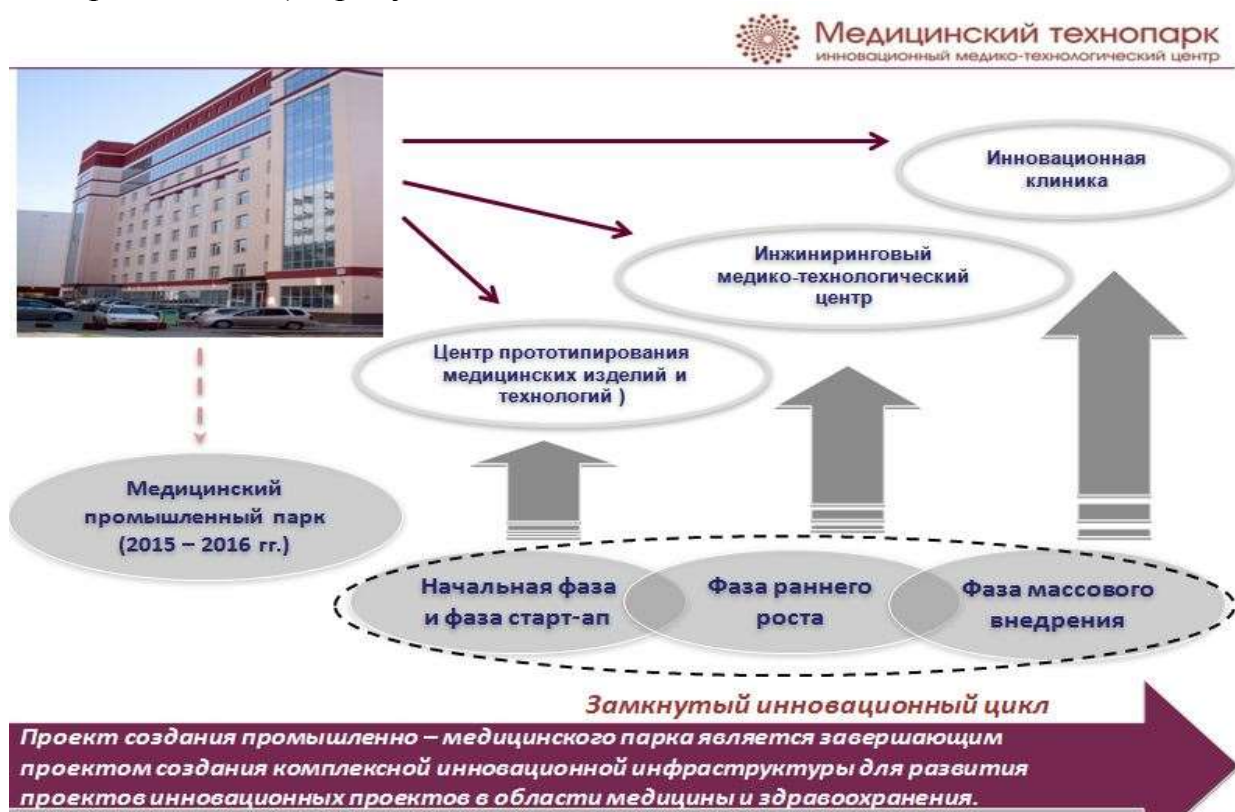 Медицинский технопарк
инновационный медико-технологический центр
Инновационная
клиника
Инжиниринговый
медико-технологический
центр
Центр прототипирования
медицинских изделий и
технологий )
Медицинский
промышленный парк
(2015 – 2016 гг.)
Начальная фаза
и фаза старт-ап
Фаза раннего
роста
Фаза массового
внедрения
Замкнутый инновационный цикл
Проект создания промышленно – медицинского парка является завершающим
проектом создания комплексной инновационной инфраструктуры для развития
проектов инновационных проектов в области медицины и здравоохранения.